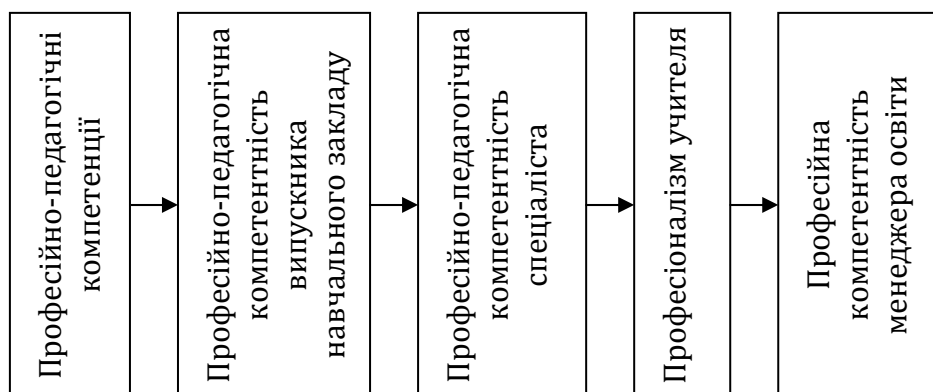 Професійно-педагогічні
компетенції
Професійно-педагогічна
компетентність
випускника
навчального закладу
Професійно-педагогічна
компетентність
спеціаліста
Професіоналізм учителя
Професійна
компетентність
менеджера освіти